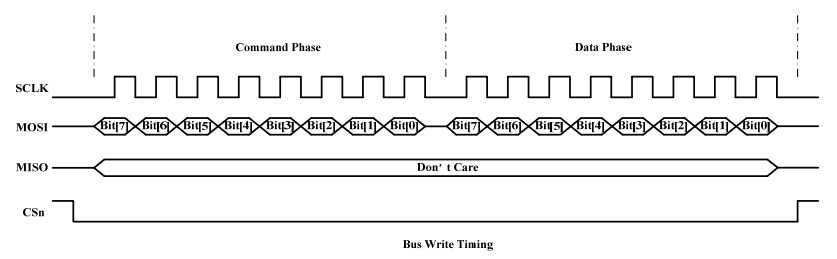 Command Phase Data Phase
SCLK
MOSI Bit[7] Bit[6] Bit[5] Bit[4] Bit[3] Bit[2] Bit[1] Bit[0] Bit[7] Bit[6] Bit[5] Bit[4] Bit[3] Bit[2] Bit[1] Bit[0]
MISO Don’t Care
CSn
Bus Write Timing